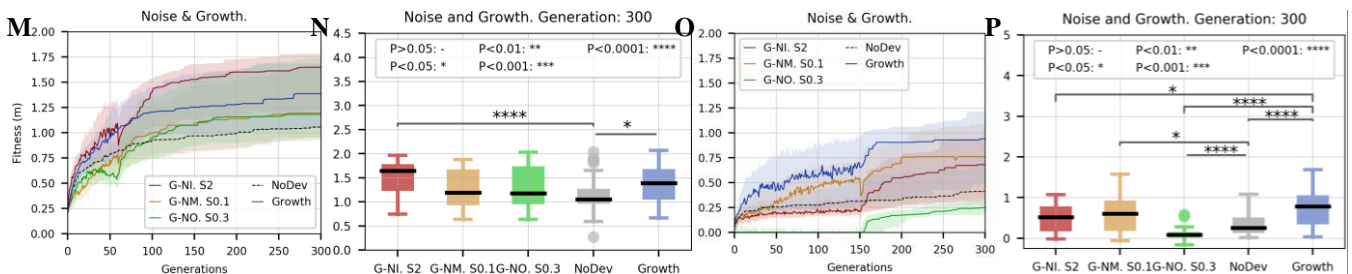 M
Noise & Growth.
2.00
1.75
1.50
1.25
1.00
0.75
0.50
0.25
0.00
Fitness (m)
G-NI. S2
G-NM. S0.1
G-NO. S0.3
NoDev
Growth
0 50 100 150 200 250 300
Generations
N
Noise and Growth. Generation: 300
4.5
4.0
3.5
3.0
2.5
2.0
1.5
1.0
0.5
0.0
P>0.05: - P<0.01: ** P<0.0001: ****
P<0.05: * P<0.001: ***
****
*
G-NI. S2 G-NM. S0.1 G-NO. S0.3 NoDev Growth
O
Noise & Growth.
2.00
1.75
1.50
1.25
1.00
0.75
0.50
0.25
0.00
G-NI. S2
G-NM. S0.1
G-NO. S0.3
NoDev
Growth
0 50 100 150 200 250 300
Generations
P
Noise and Growth. Generation: 300
5
4
3
2
1
0
P>0.05: - P<0.01: ** P<0.0001: ****
P<0.05: * P<0.001: ***
*
****
****
*
****
G-NI. S2 G-NM. S0.1 G-NO. S0.3 NoDev Growth